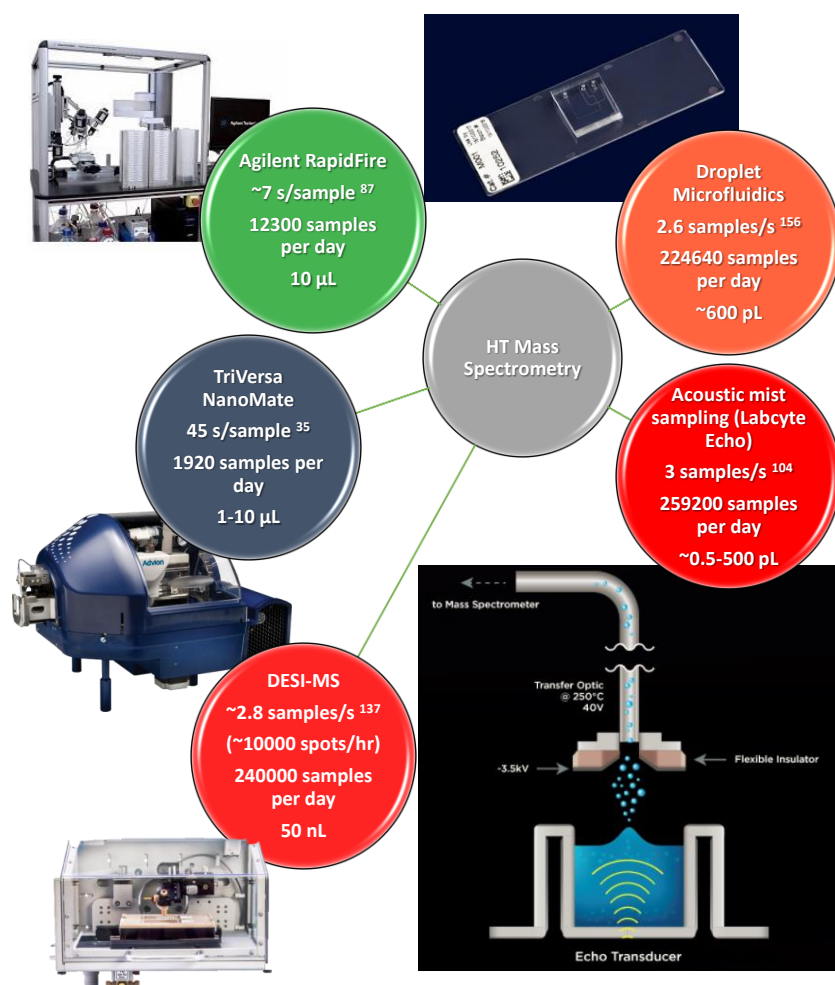 Agilent RapidFire
~7 s/sample 87
12300 samples
per day
10 µL
Droplet
Microfluidics
2.6 samples/s 156
224640 samples
per day
~600 pL
HT Mass
Spectrometry
TriVersa
NanoMate
45 s/sample 35
1920 samples per
day
1-10 µL
Acoustic mist
sampling (Labcyte
Echo)
3 samples/s 104
259200 samples
per day
~0.5-500 pL
Advion
DESI-MS
~2.8 samples/s 137
(~10000 spots/hr)
240000 samples
per day
50 nL
to Mass Spectrometer
Transfer Optic
@ 250°C
40V
~3.5kV
Flexible Insulator
Echo Transducer